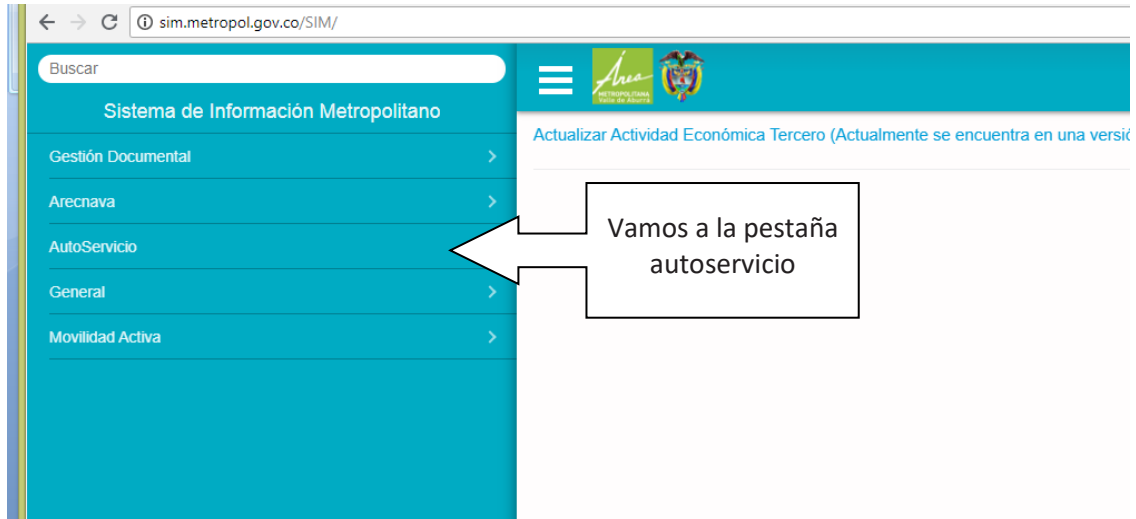 sim.metropol.gov.co/SIM/
Buscar
Sistema de Información Metropolitano
Gestión Documental
Arecnava
AutoServicio
General
Movilidad Activa
Área
METROPOLITANA
Valle de Aburrá
Actualizar Actividad Económica Tercero (Actualmente se encuentra en una versió
Vamos a la pestaña
autoservicio